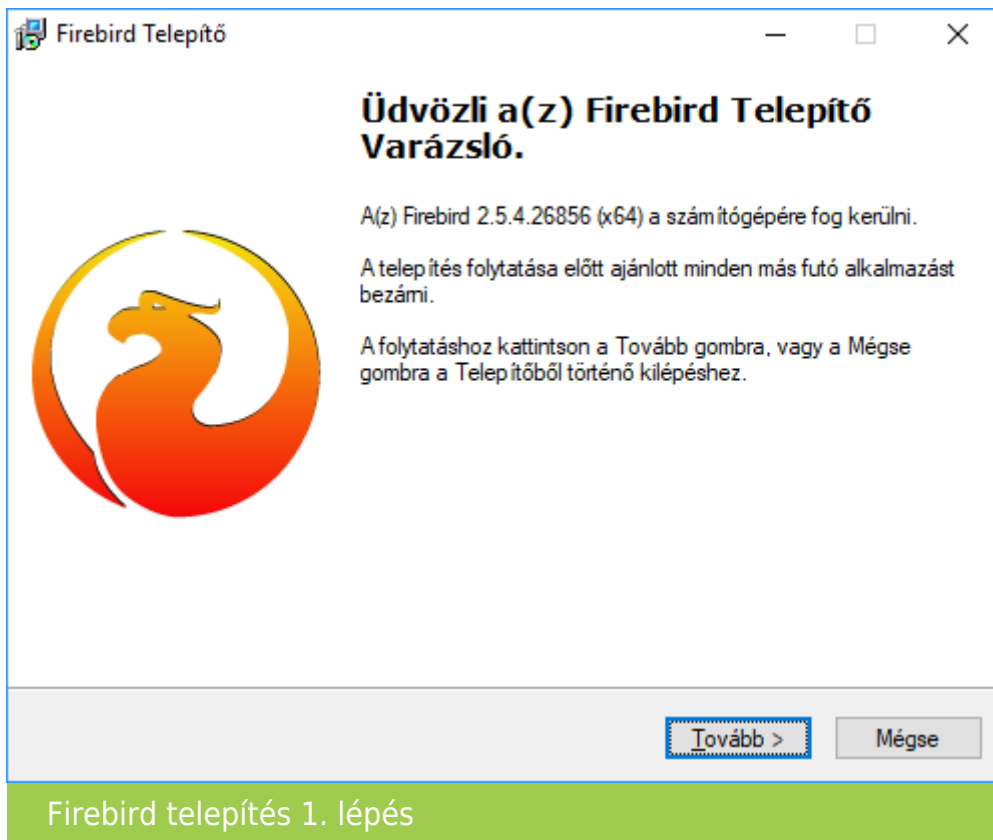 Firebird Telepítő
Üdvözli a(z) Firebird Telepítő
Varázsló.
A(z) Firebird 2.5.4.26856 (x64) a számítógépére fog kerülni.
A telepítés folytatása előtt ajánlott minden más futó alkalmazást
bezárni.
A folytatáshoz kattintson a Tovább gombra, vagy a Mégse
gombra a Telepítőből történő kilépéshez.
Tovább >
Mégse
Firebird telepítés 1. lépés